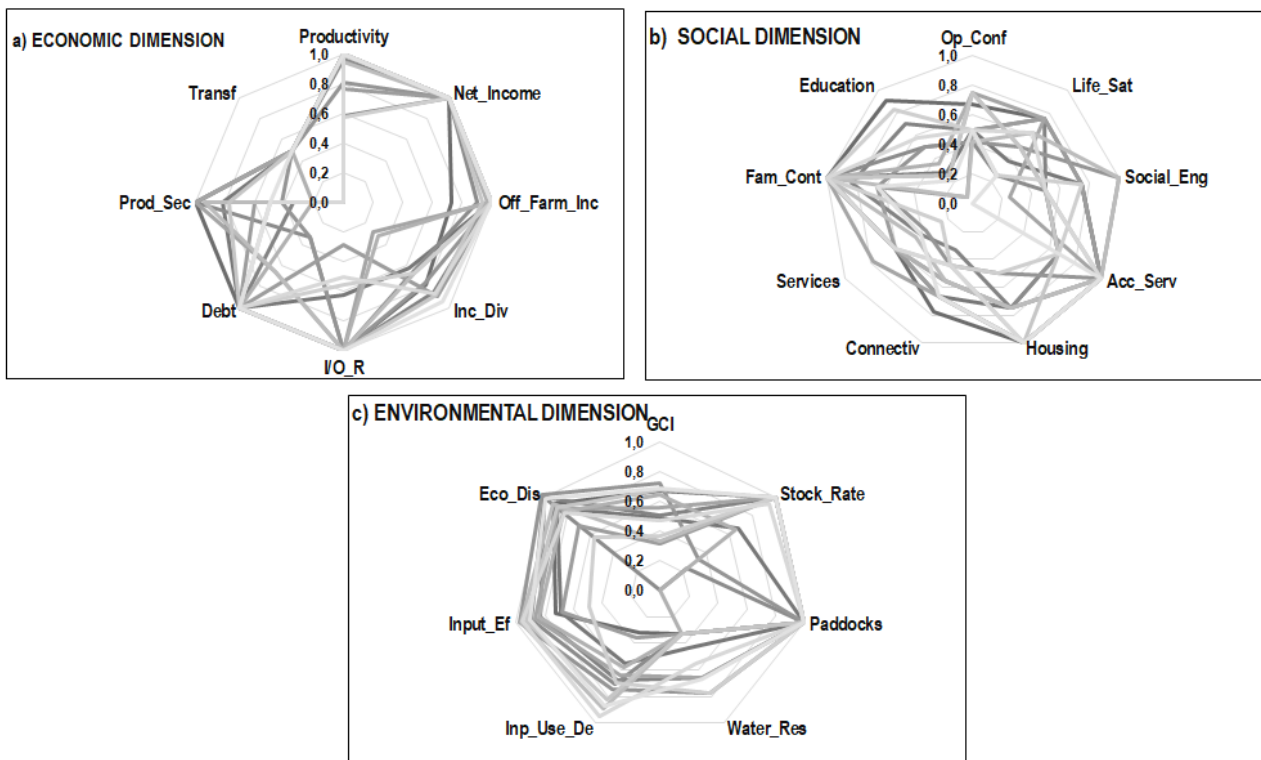 a) ECONOMIC DIMENSION
Productivity
1,0
0,8
0,6
0,4
0,2
0,0
Net_Income
Off_Farm_Inc
Inc_Div
I/O_R
Debt
Prod_Sec
Transf
b) SOCIAL DIMENSION
Op_Conf
1,0
0,8
0,6
0,4
0,2
0,0
Life_Sat
Social_Eng
Acc_Serv
Housing
Connectiv
Services
Fam_Cont
Education
c) ENVIRONMENTAL DIMENSION
GCI
1,0
0,8
0,6
0,4
0,2
0,0
Stock_Rate
Paddocks
Water_Res
Inp_Use_De
Input_Ef
Eco_Dis